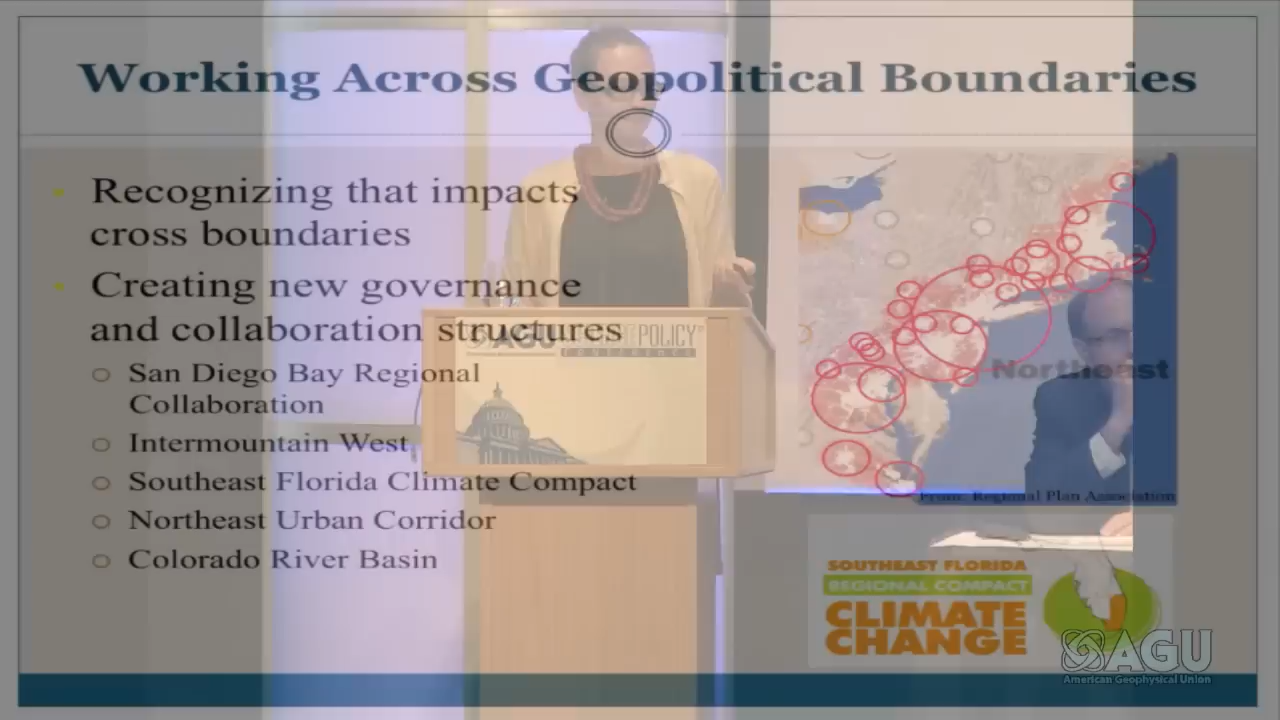 Working Across Geopolitical Boundaries
Recognizing that impacts
cross boundaries
Creating new governance
and collaboration structures
San Diego Bay Regional
Collaboration
Intermountain West
Southeast Florida Climate Compact
Northeast Urban Corridor
Colorado River Basin
Northeast
From: Regional Plan Association
AGU POLICY
CONFERENCE
SOUTHEAST FLORIDA
REGIONAL COMPACT
CLIMATE
CHANGE
AGU
American Geophysical Union